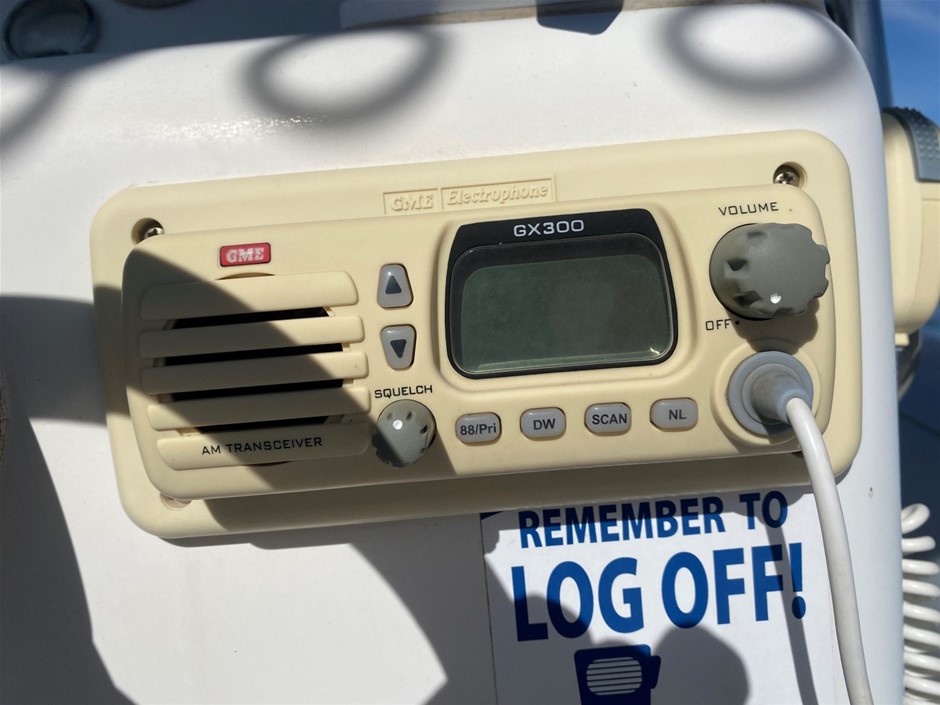 GME Electrophone
GX300
VOLUME
GME
OFF
SQUELCH
88/Pri DW SCAN NL
AM TRANSCEIVER
REMEMBER TO
LOG OFF!